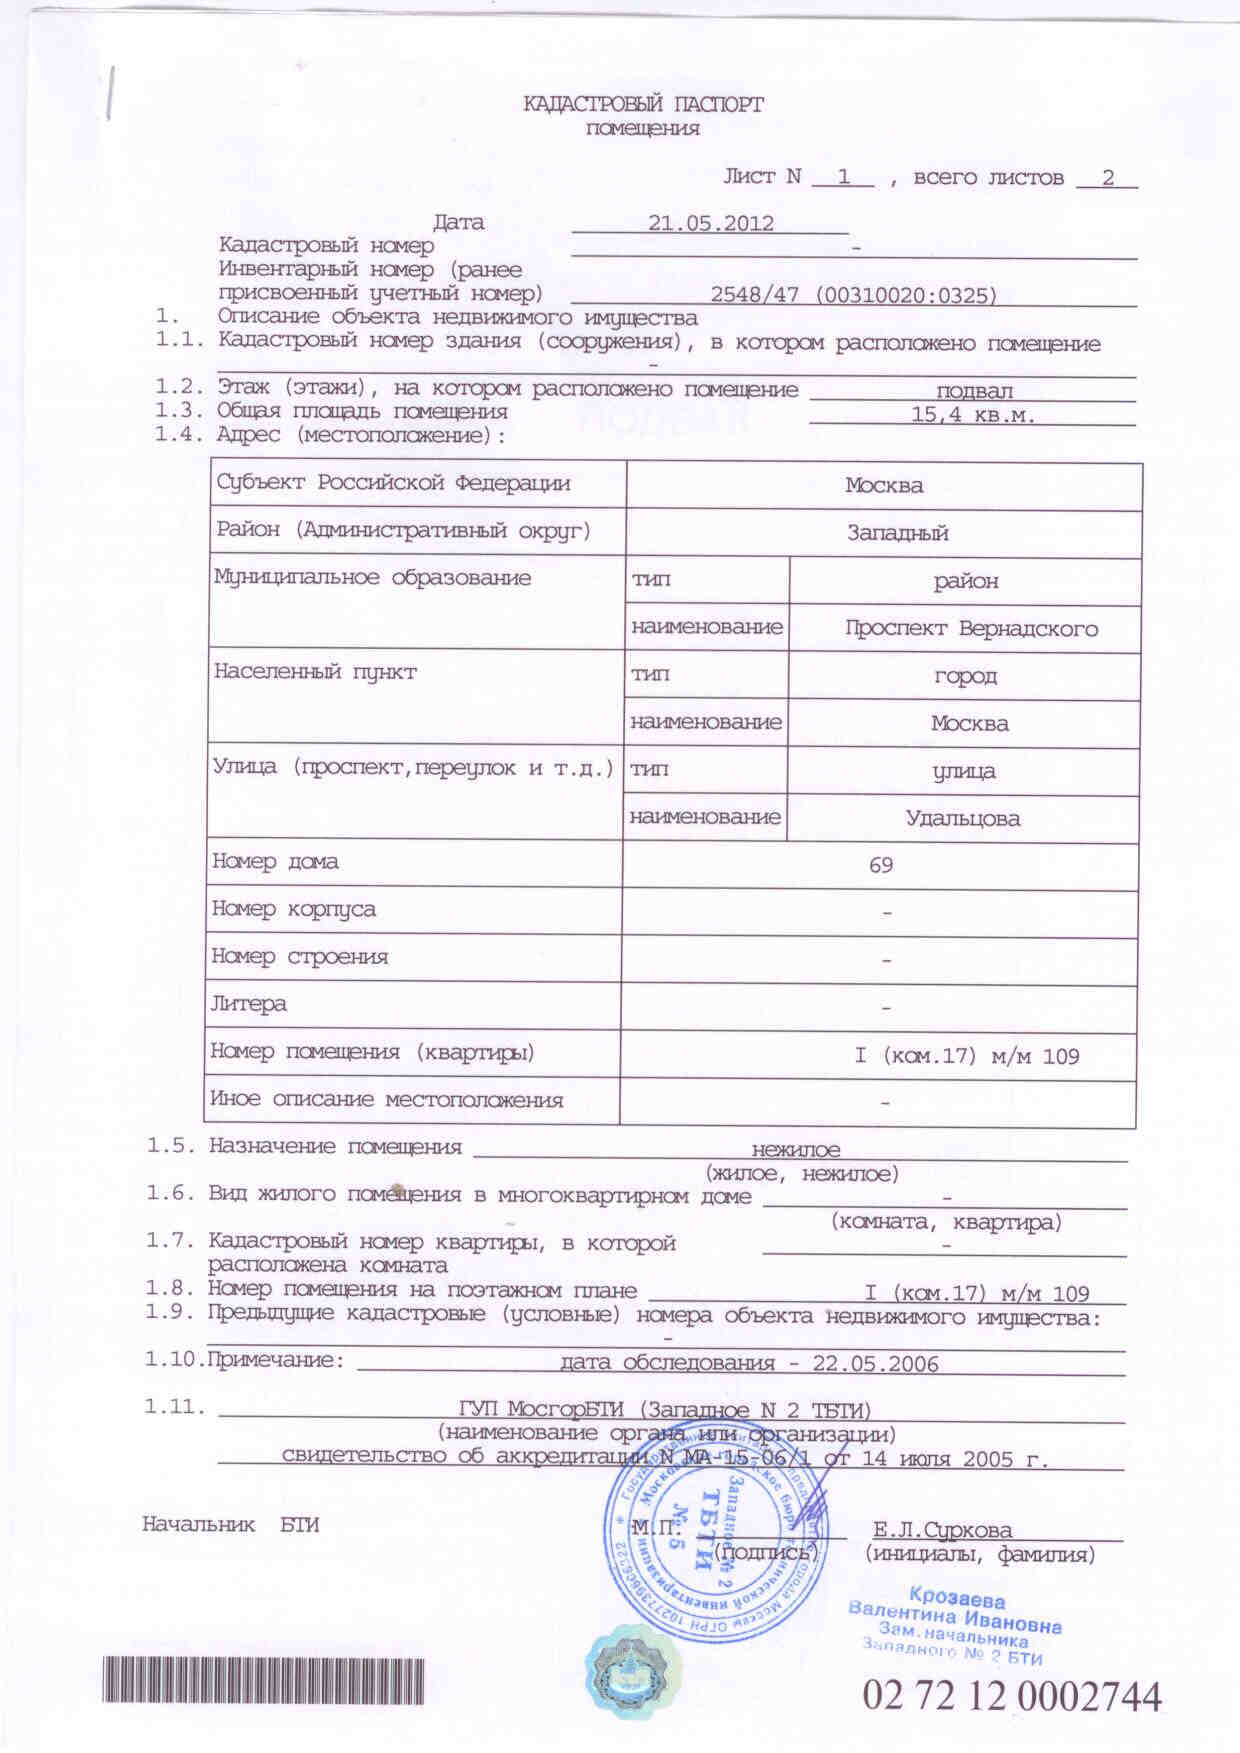 КАДАСТРОВЫЙ ПАСПОРТ
помещения
Лист N 1 , всего листов 2
Дата 21.05.2012
Кадастровый номер -
Инвентарный номер (ранее
присвоенный учетный номер) 2548/47 (00310020:0325)
1. Описание объекта недвижимого имущества
1.1. Кадастровый номер здания (сооружения), в котором расположено помещение
-
1.2. Этаж (этажи), на котором расположено помещение подвал
1.3. Общая площадь помещения 15,4 кв.м.
1.4. Адрес (местоположение):
Субъект Российской Федерации Москва
Район (Административный округ) Западный
Муниципальное образование тип район
наименование Проспект Вернадского
Населенный пункт тип город
наименование Москва
Улица (проспект,переулок и т.д.) тип улица
наименование Удальцова
Номер дома 69
Номер корпуса -
Номер строения -
Литера -
Номер помещения (квартиры) I (ком.17) м/м 109
Иное описание местоположения -
1.5. Назначение помещения нежилое
(жилое, нежилое)
1.6. Вид жилого помещения в многоквартирном доме -
(комната, квартира)
1.7. Кадастровый номер квартиры, в которой -
расположена комната
1.8. Номер помещения на поэтажном плане I (ком.17) м/м 109
1.9. Предыдущие кадастровые (условные) номера объекта недвижимого имущества:
-
1.10.Примечание: дата обследования - 22.05.2006
1.11. ГУП МосгорБТИ (Западное N 2 ТБТИ)
(наименование органа или организации)
свидетельство об аккредитации N МА-15-06/1 от 14 июля 2005 г.
Начальник БТИ М.П. Е.Л.Суркова
(подпись) (инициалы, фамилия)
Западное № 2
ТБТИ
№ 5
Крозаева
Валентина Ивановна
Зам.начальника
Западного № 2 БТИ
02 72 12 0002744